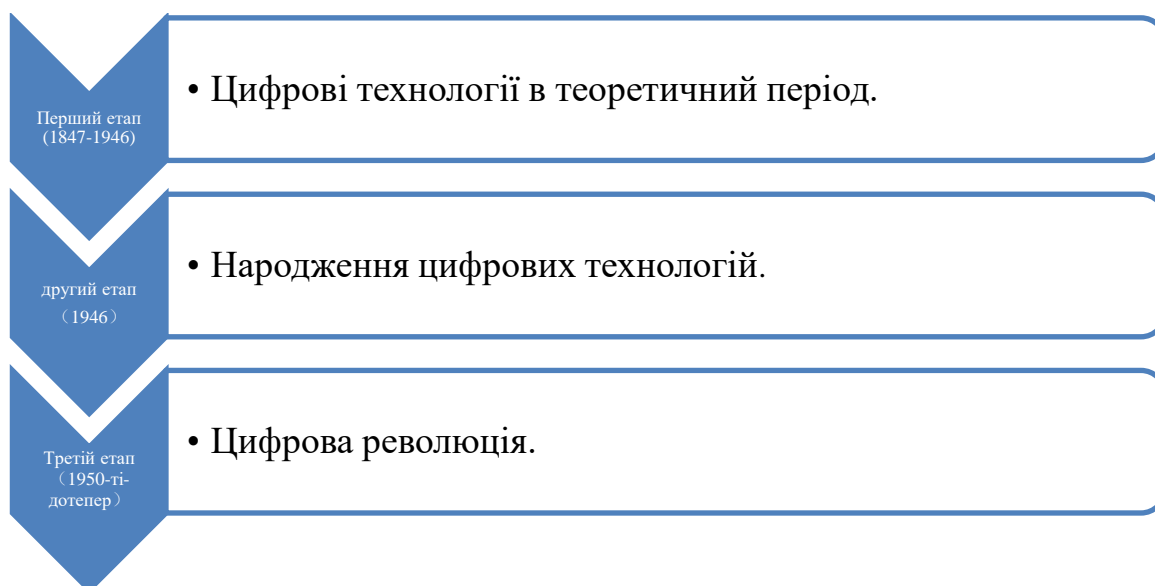 Перший етап
(1847-1946)
• Цифрові технології в теоретичний період.
другий етап
（1946）
• Народження цифрових технологій.
Третій етап
（1950-ті-
дотепер）
• Цифрова революція.